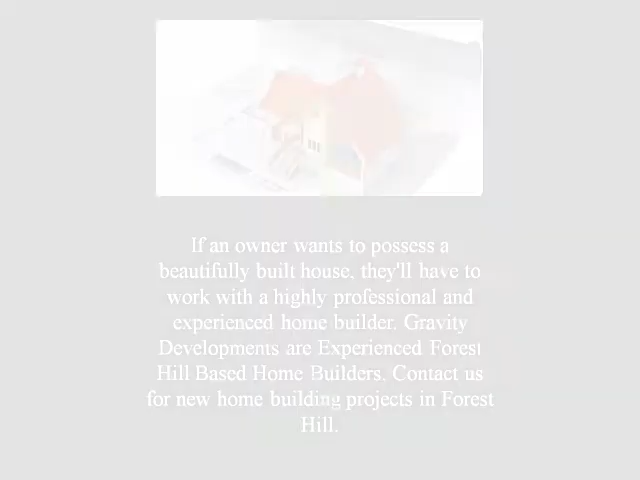 If an owner wants to possess a
beautifully built house, they'll have to
work with a highly professional and
experienced home builder. Gravity
Developments are Experienced Forest
Hill Based Home Builders. Contact us
for new home building projects in Forest
Hill.